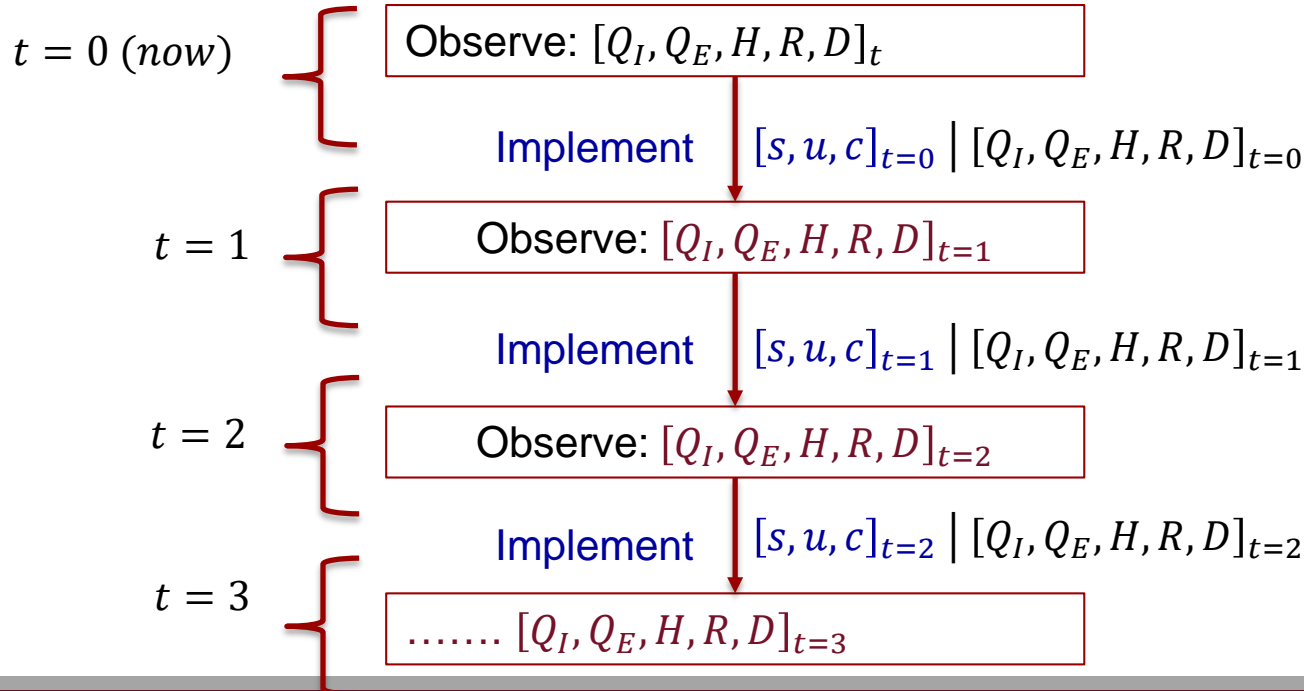 t = 0 (now)
Observe: [Q_I, Q_E, H, R, D]_t
Implement [s, u, c]_{t=0} | [Q_I, Q_E, H, R, D]_{t=0}
t = 1
Observe: [Q_I, Q_E, H, R, D]_{t=1}
Implement [s, u, c]_{t=1} | [Q_I, Q_E, H, R, D]_{t=1}
t = 2
Observe: [Q_I, Q_E, H, R, D]_{t=2}
Implement [s, u, c]_{t=2} | [Q_I, Q_E, H, R, D]_{t=2}
t = 3
....... [Q_I, Q_E, H, R, D]_{t=3}